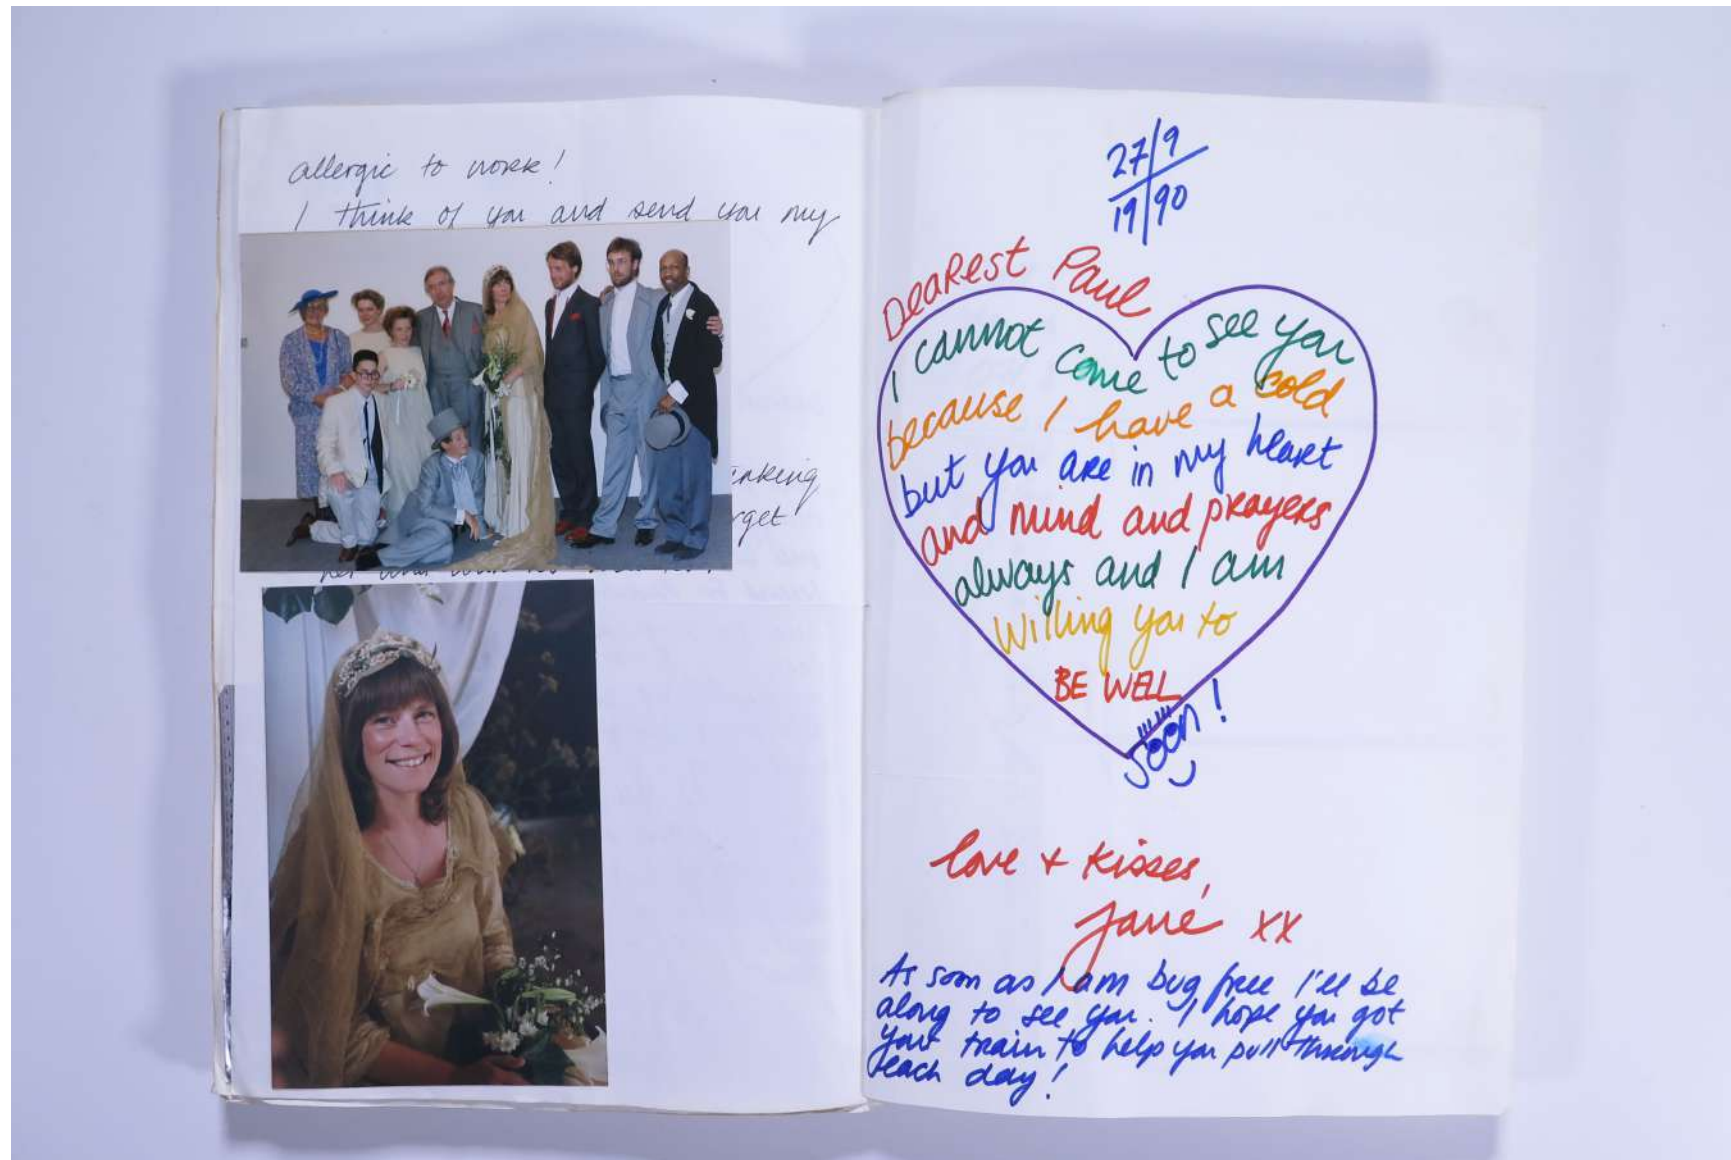 allergic to work!
I think of you and send you my
27/9
19/90
Dearest Paul
I cannot come to see you
because I have a cold
but you are in my heart
and mind and prayers
always and I am
willing you to
BE WELL
soon!
love + kisses,
Jane xx
As soon as I am bug free I'll be
along to see you. I hope you got
your train to help you pull through
each day!